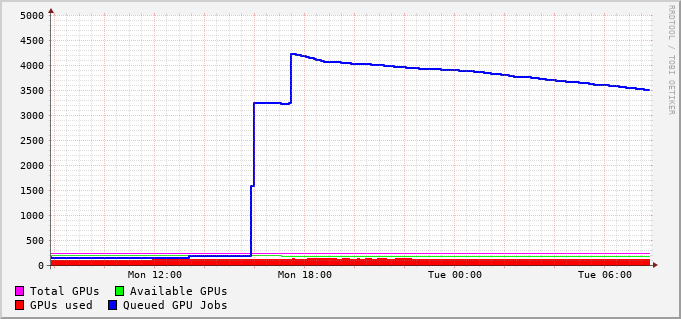 5000
4500
4000
3500
3000
2500
2000
1500
1000
500
0
Mon 12:00 Mon 18:00 Tue 00:00 Tue 06:00
Total GPUs Available GPUs
GPUs used Queued GPU Jobs
RRDTOOL / TOBI OETIKER